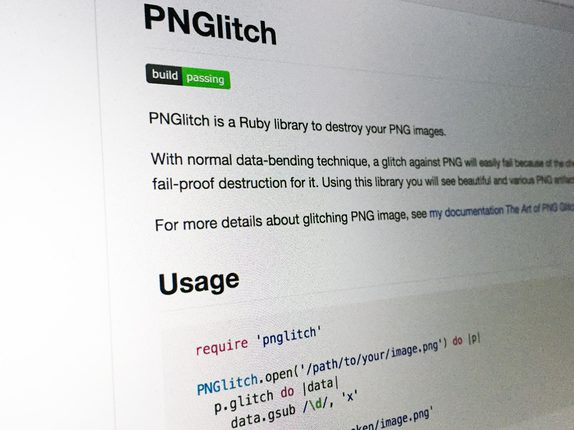 PNGlitch
build passing
PNGlitch is a Ruby library to destroy your PNG images.
With normal data-bending technique, a glitch against PNG will easily fail because of the
fail-proof destruction for it. Using this library you will see beautiful and various PNG
For more details about glitching PNG image, see my documentation The Art of PNG
Usage
require 'pnglitch'
PNGlitch.open('/path/to/your/image.png') do |p|
p.glitch do |data|
data.gsub /\d/, 'x'
ken/image.png'